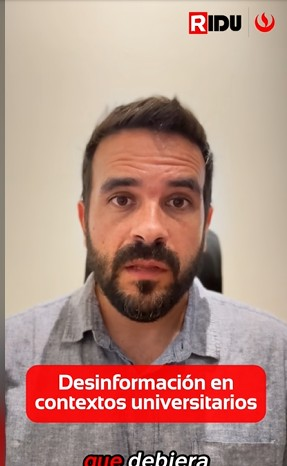 RIDU
Desinformación en
contextos universitarios
que debiera